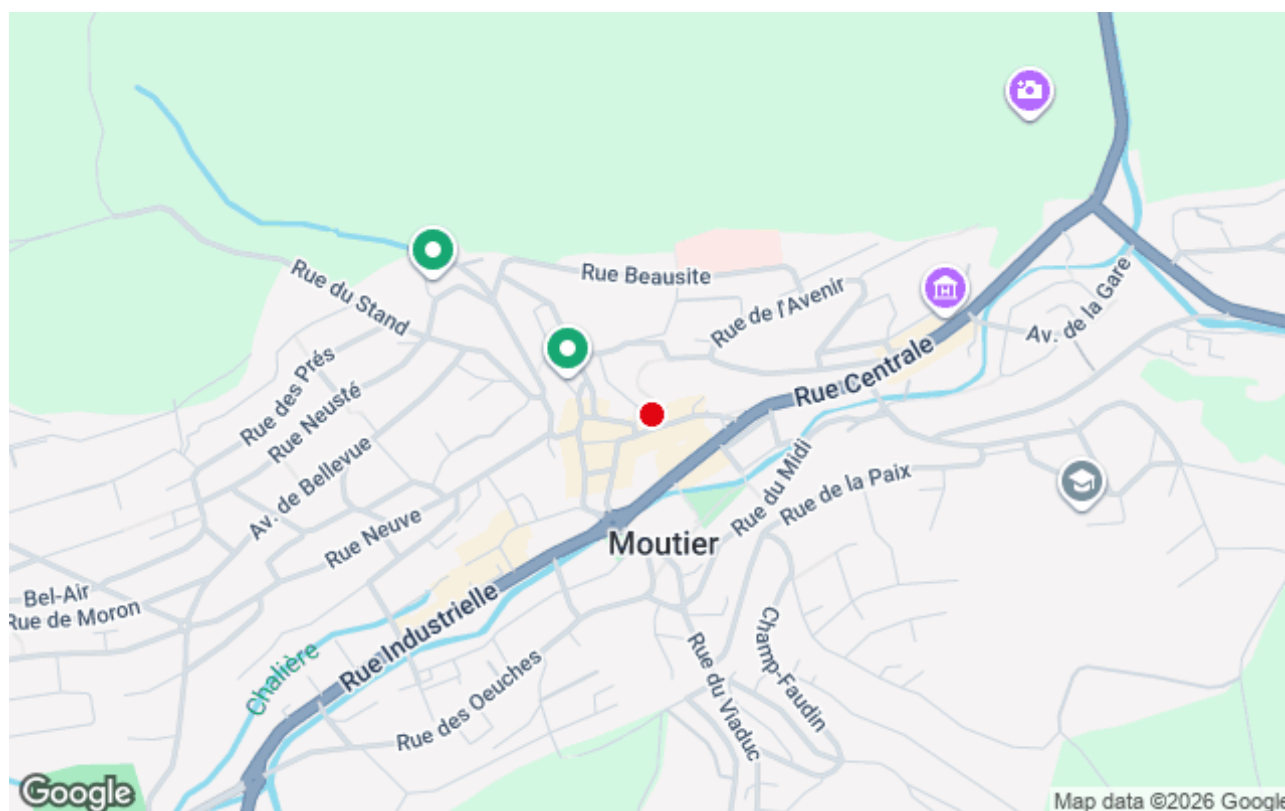 Rue du Stand
Rue Beausite
Rue de l'Avenir
Av. de la Gare
Rue Centrale
Rue des Prés
Rue Neusté
Av. de Bellevue
Rue Neuve
Rue du Midi
Rue de la Paix
Moutier
Bel-Air
Rue de Moron
Chalière
Rue Industrielle
Rue des Oeuches
Rue du Viaduc
Champ-Faudin
Google
Map data ©2026 Google